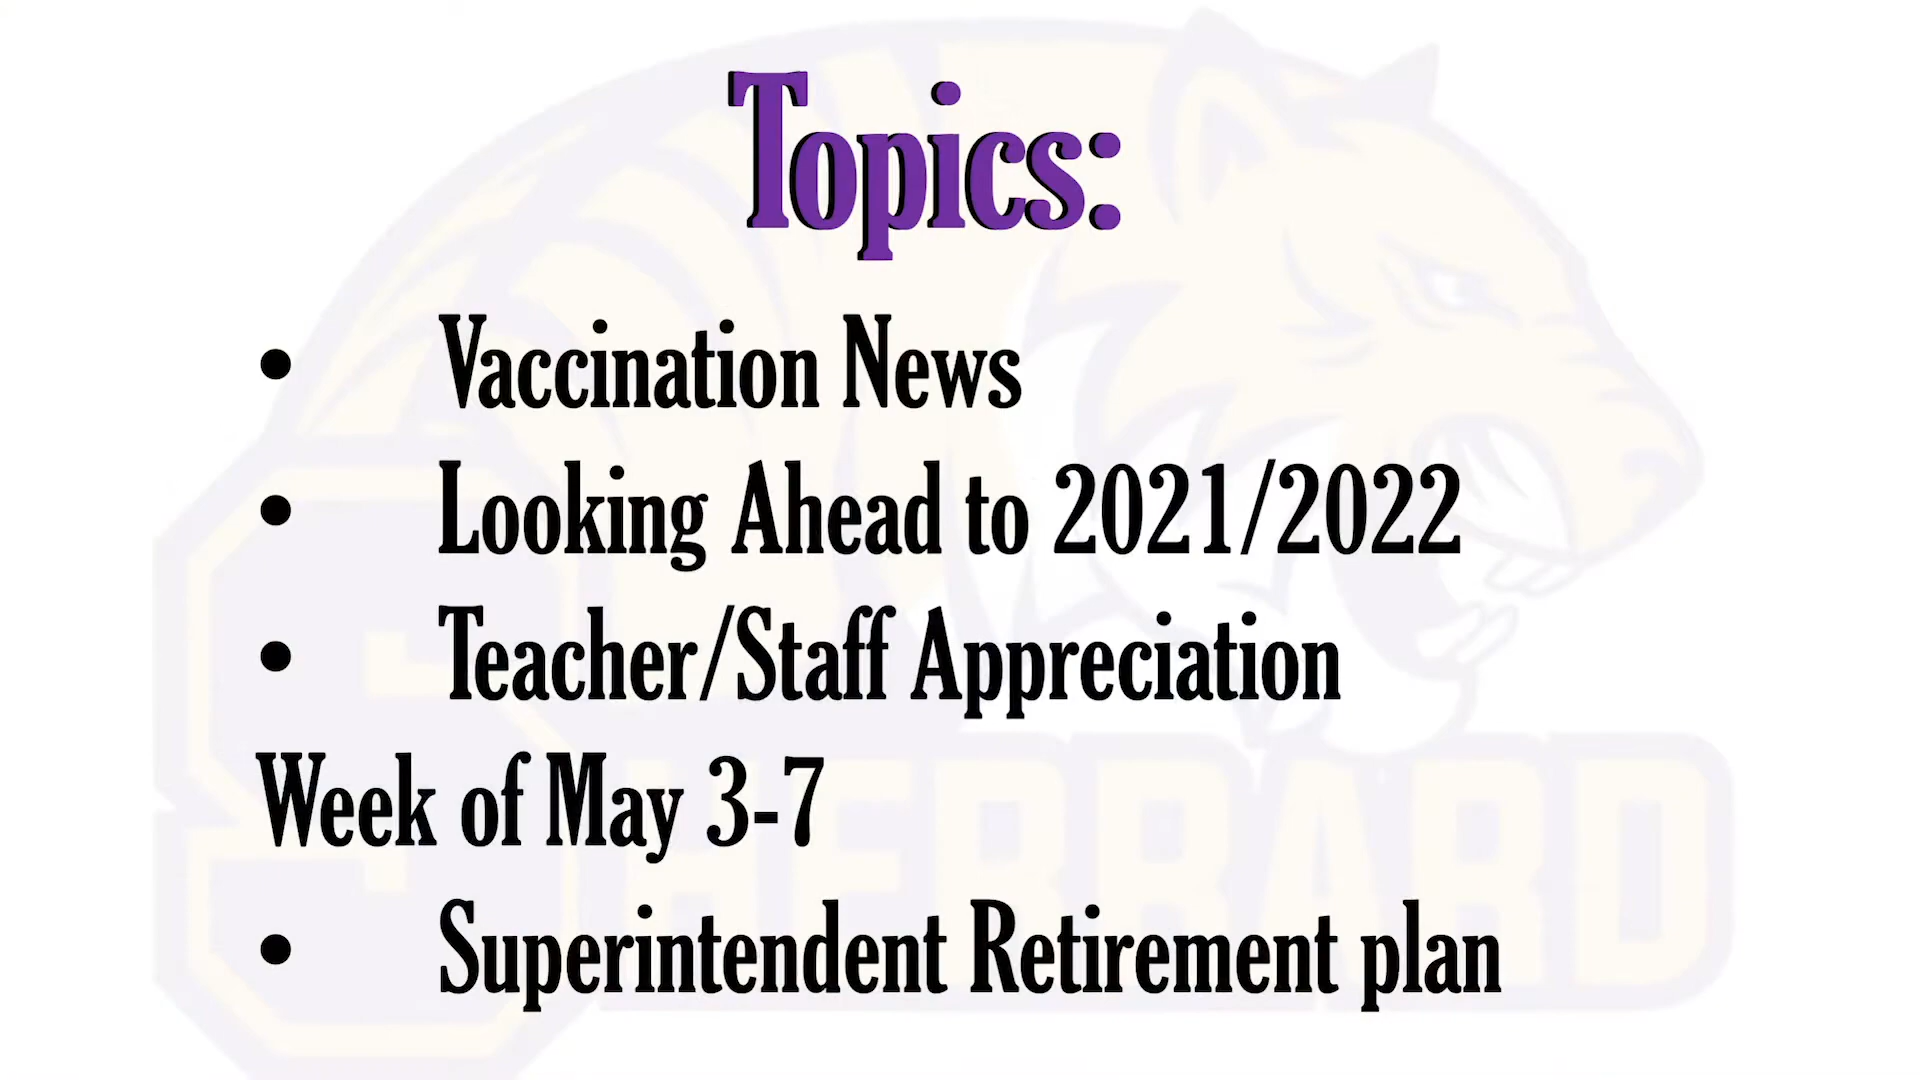 Topics:
• Vaccination News
• Looking Ahead to 2021/2022
• Teacher/Staff Appreciation
Week of May 3-7
• Superintendent Retirement plan
SHERRARD